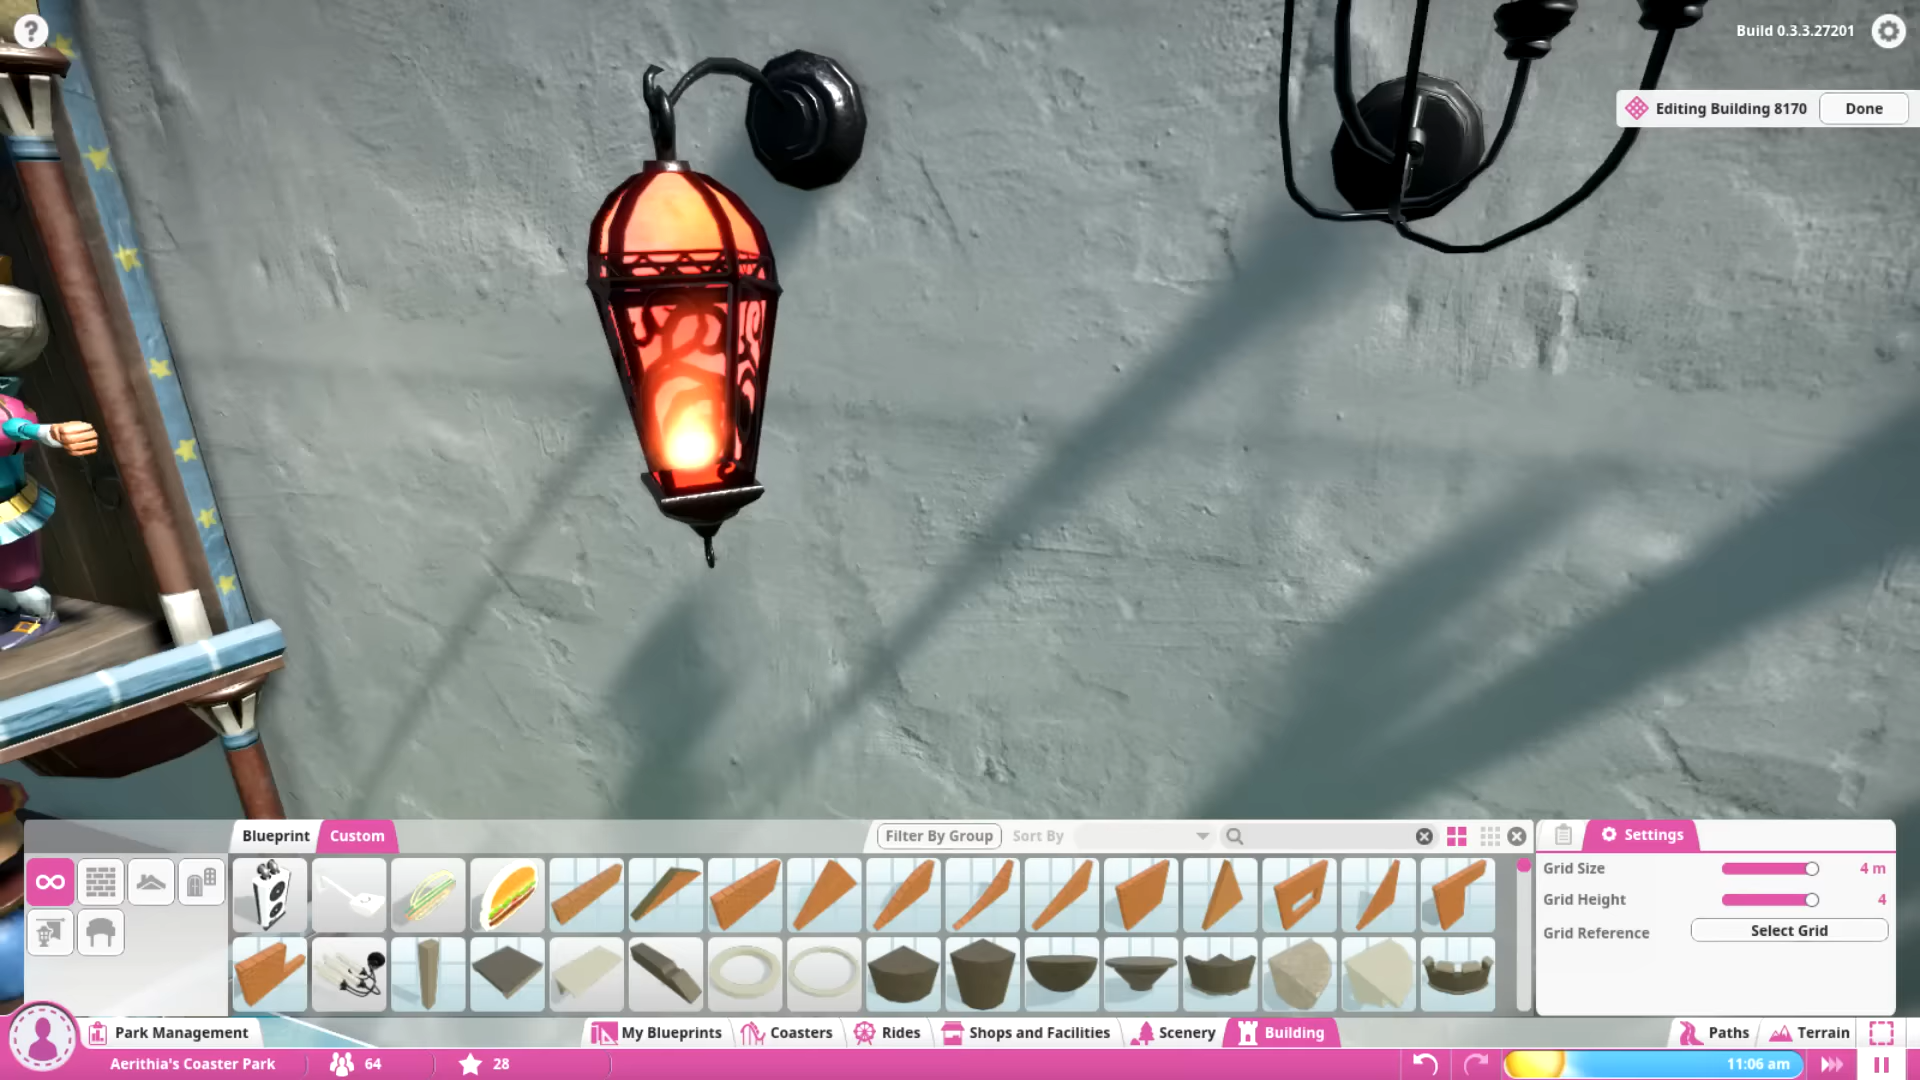 ?
Build 0.3.3.27201
Editing Building 8170
Done
Blueprint
Custom
Filter By Group
Sort By
Settings
Grid Size
4 m
Grid Height
4
Grid Reference
Select Grid
Park Management
My Blueprints
Coasters
Rides
Shops and Facilities
Scenery
Building
Paths
Terrain
Aerithia's Coaster Park
64
28
11:06 am